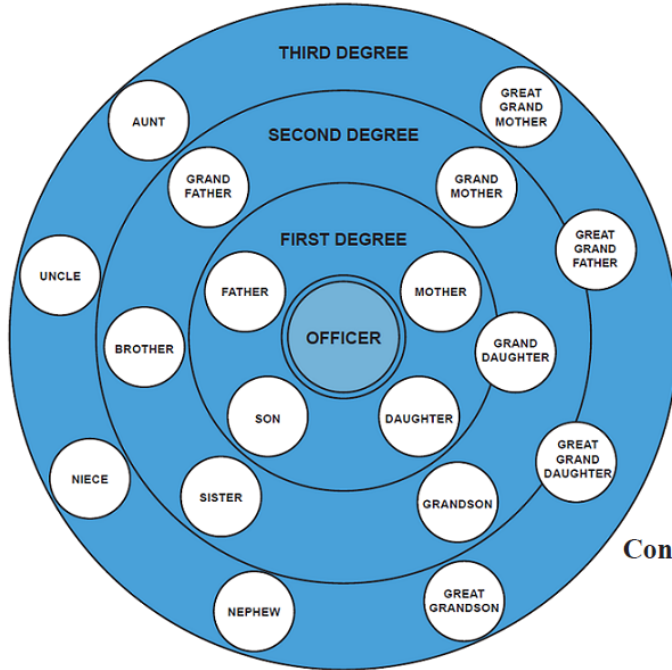 THIRD DEGREE
GREAT
GRAND
MOTHER
AUNT
SECOND DEGREE
GRAND
FATHER
GRAND
MOTHER
FIRST DEGREE
GREAT
GRAND
FATHER
UNCLE
FATHER
MOTHER
OFFICER
BROTHER
GRAND
DAUGHTER
SON
DAUGHTER
GREAT
GRAND
DAUGHTER
NIECE
SISTER
GRANDSON
Con
NEPHEW
GREAT
GRANDSON